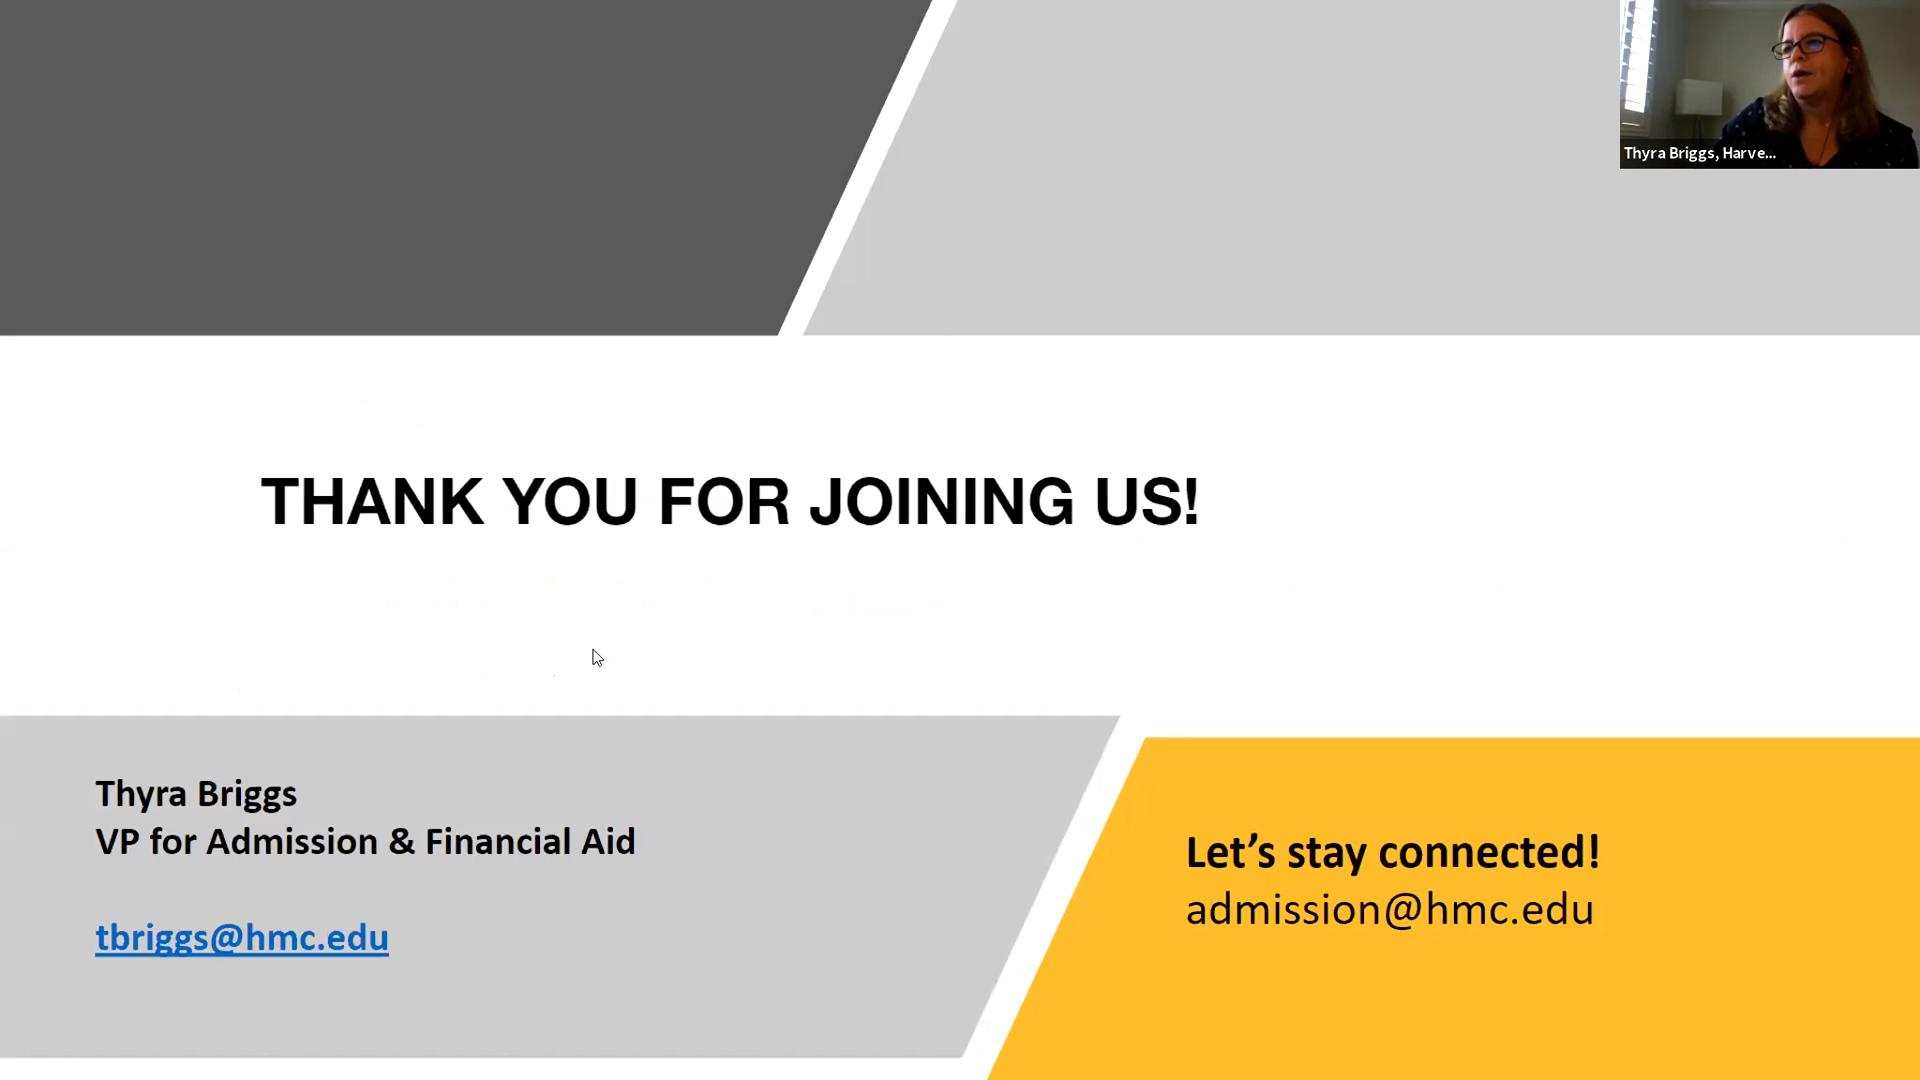 Thyra Briggs, Harve...
THANK YOU FOR JOINING US!
Thyra Briggs
VP for Admission & Financial Aid
tbriggs@hmc.edu
Let’s stay connected!
admission@hmc.edu